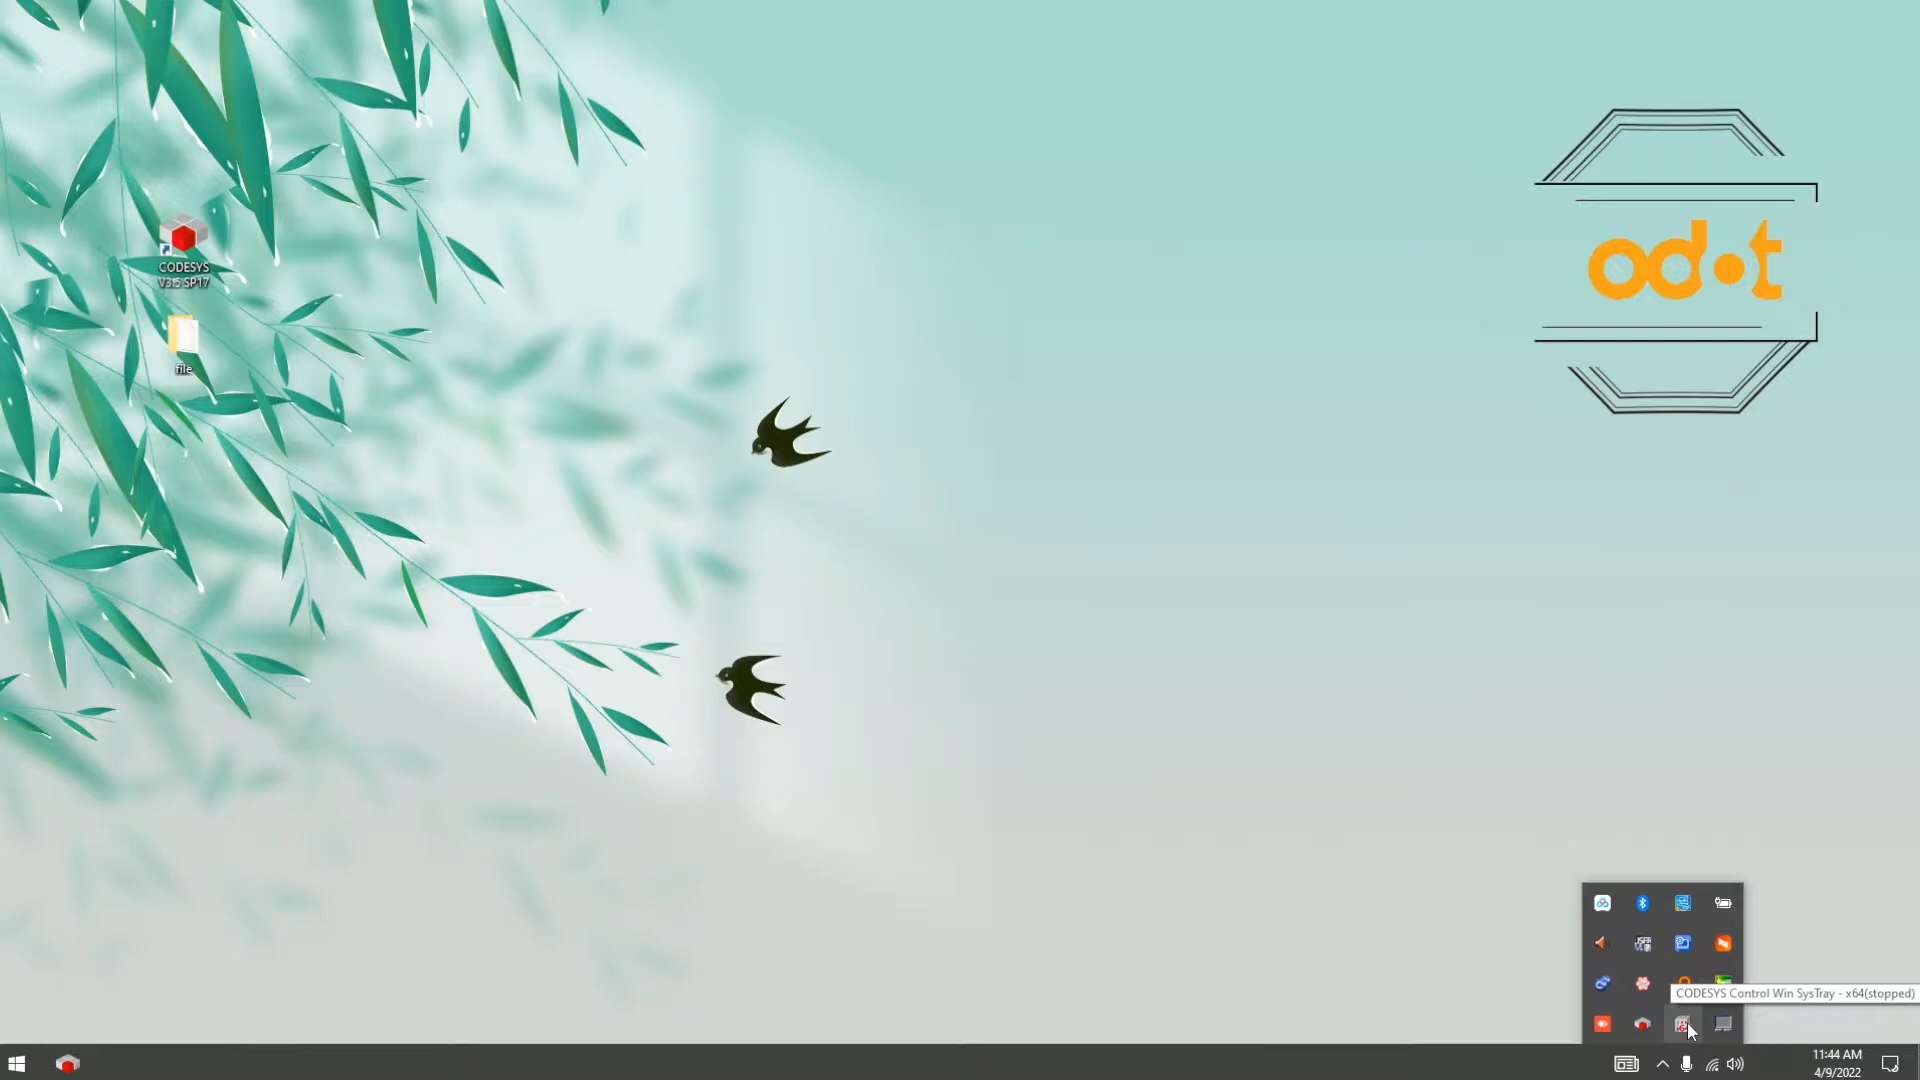 od·t
CODESYS
V3.5 SP17
file
CODESYS Control Win SysTray - x64(stopped)
11:44 AM
4/9/2022